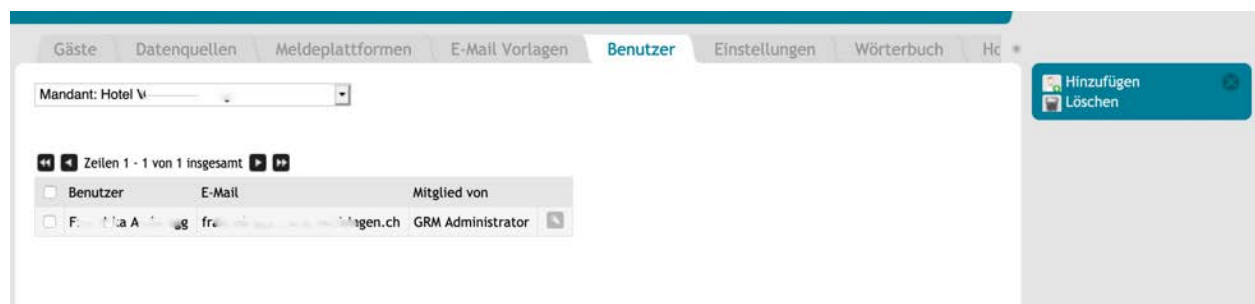 Gäste Datenquellen Meldeplattformen E-Mail Vorlagen Benutzer Einstellungen Wörterbuch
Mandant: Hotel
Hinzufügen
Löschen
Zeilen 1 - 1 von 1 insgesamt
Benutzer E-Mail Mitglied von
GRM Administrator